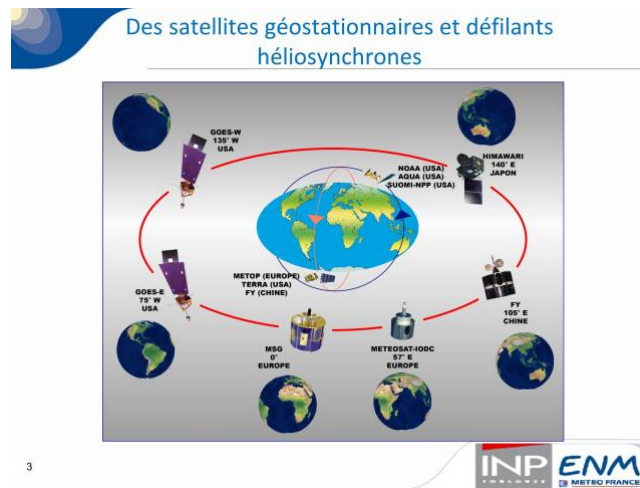 Des satellites géostationnaires et défilants
héliosynchrones
GOES-W
135° W
USA
HIMAWARI
140° E
JAPON
NOAA (USA)
AQUA (USA)
SUOMI-NPP (USA)
METOP (EUROPE)
TERRA (USA)
FY (CHINE)
GOES-E
75° W
USA
FY
105° E
CHINE
MSG
0°
EUROPE
METEOSAT-IODC
57° E
EUROPE
3
INP ENM
TOULOUSE
METEO FRANCE